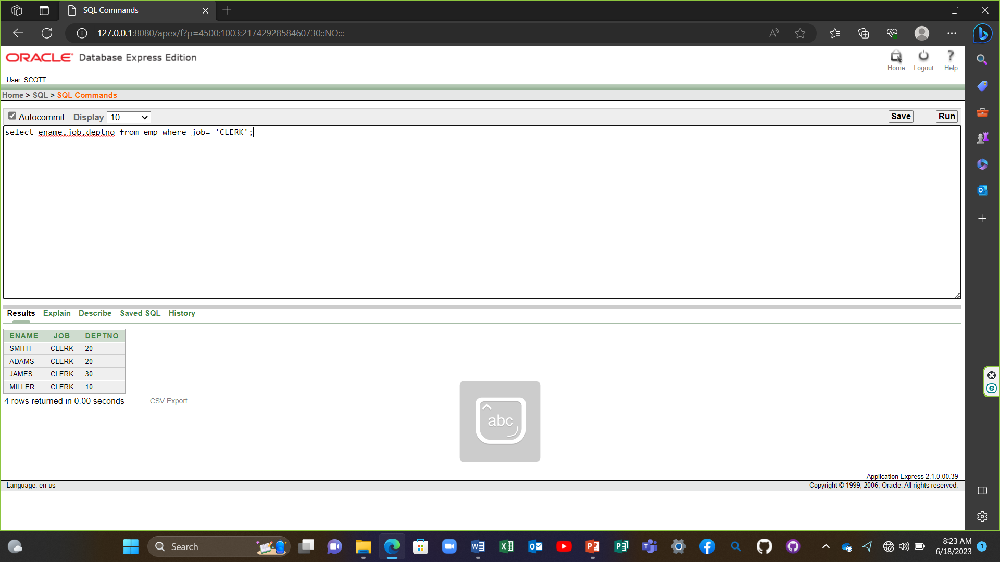 SQL Commands
127.0.0.1:8080/apex/f?p=4500:1003:2174292858460730::NO:::
ORACLE Database Express Edition
Home Logout Help
User: SCOTT
Home > SQL > SQL Commands
Autocommit Display 10 Save Run
select ename,job,deptno from emp where job= 'CLERK';
Results Explain Describe Saved SQL History
ENAME JOB DEPTNO
SMITH CLERK 20
ADAMS CLERK 20
JAMES CLERK 30
MILLER CLERK 10
4 rows returned in 0.00 seconds CSV Export
abc
Application Express 2.1.0.00.39
Language: en-us Copyright © 1999, 2006, Oracle. All rights reserved.
Search
8:23 AM
6/18/2023
1